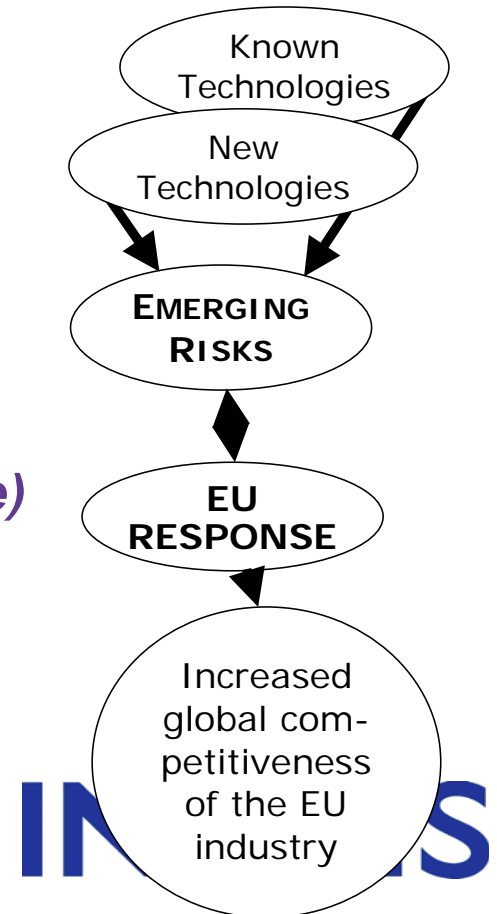 Known
Technologies
New
Technologies
EMERGING
RISKS
e)
EU
RESPONSE
Increased
global com-
petitiveness
of the EU
industry